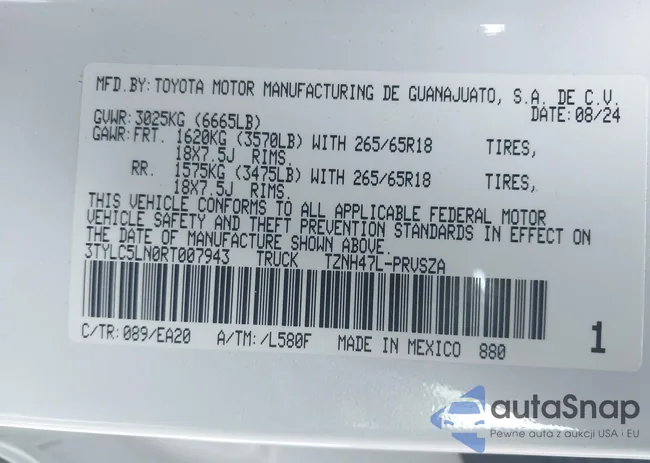 MFD.BY:TOYOTA MOTOR MANUFACTURING DE GUANAJUATO, S.A. DE C.V.
DATE:08/24
GVWR:3025KG (6665LB)
GAWR:FRT. 1620KG (3570LB) WITH 265/65R18 TIRES,
18X7.5J RIMS.
RR. 1575KG (3475LB) WITH 265/65R18 TIRES,
18X7.5J RIMS.
THIS VEHICLE CONFORMS TO ALL APPLICABLE FEDERAL MOTOR
VEHICLE SAFETY AND THEFT PREVENTION STANDARDS IN EFFECT ON
THE DATE OF MANUFACTURE SHOWN ABOVE.
3TYLC5LN0RT007943 TRUCK TZNH47L-PRVSZA
C/TR:089/EA20 A/TM:/L580F MADE IN MEXICO 880 1
autaSnap
Pewne auta z aukcji USA i EU